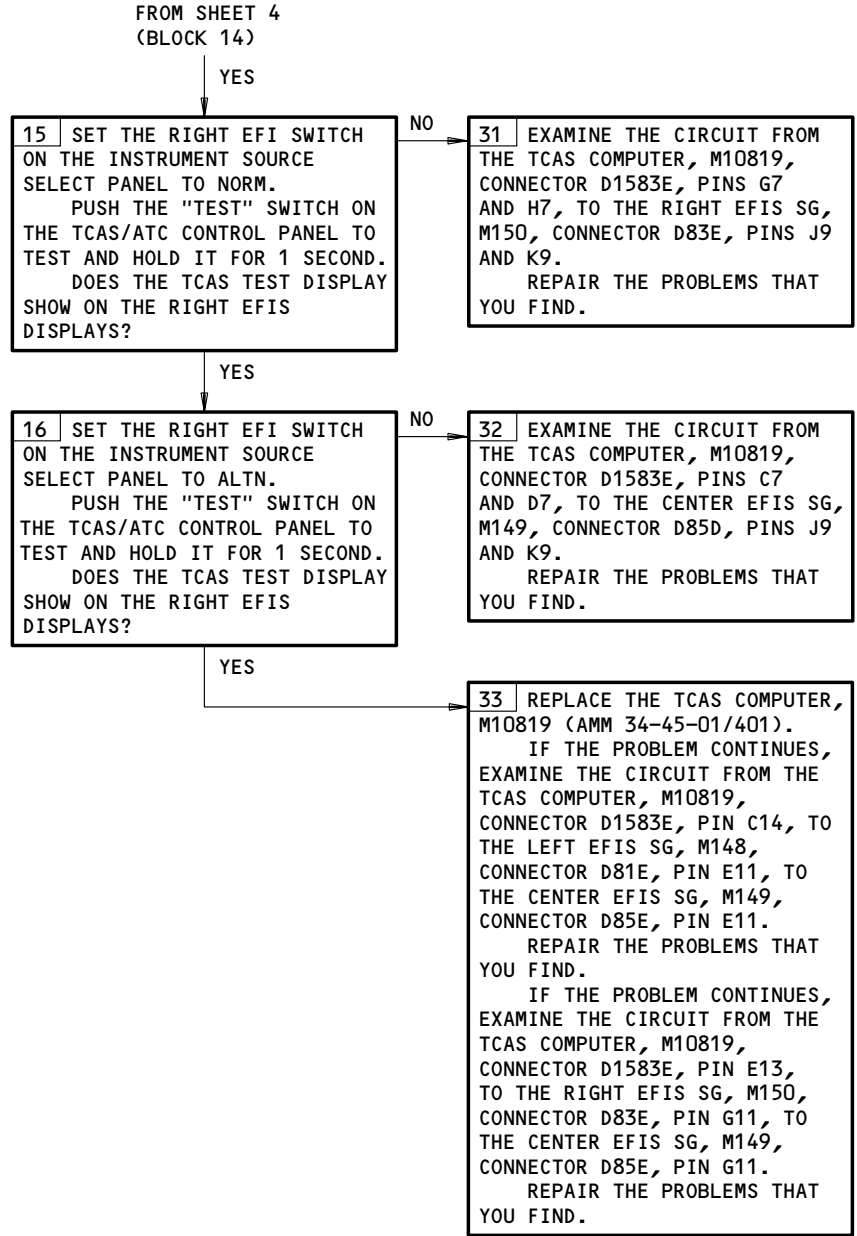 FROM SHEET 4
(BLOCK 14)
YES
15 SET THE RIGHT EFI SWITCH
ON THE INSTRUMENT SOURCE
SELECT PANEL TO NORM.
PUSH THE "TEST" SWITCH ON
THE TCAS/ATC CONTROL PANEL TO
TEST AND HOLD IT FOR 1 SECOND.
DOES THE TCAS TEST DISPLAY
SHOW ON THE RIGHT EFIS
DISPLAYS?
NO
31 EXAMINE THE CIRCUIT FROM
THE TCAS COMPUTER, M10819,
CONNECTOR D1583E, PINS G7
AND H7, TO THE RIGHT EFIS SG,
M150, CONNECTOR D83E, PINS J9
AND K9.
REPAIR THE PROBLEMS THAT
YOU FIND.
YES
16 SET THE RIGHT EFI SWITCH
ON THE INSTRUMENT SOURCE
SELECT PANEL TO ALTN.
PUSH THE "TEST" SWITCH ON
THE TCAS/ATC CONTROL PANEL TO
TEST AND HOLD IT FOR 1 SECOND.
DOES THE TCAS TEST DISPLAY
SHOW ON THE RIGHT EFIS
DISPLAYS?
NO
32 EXAMINE THE CIRCUIT FROM
THE TCAS COMPUTER, M10819,
CONNECTOR D1583E, PINS C7
AND D7, TO THE CENTER EFIS SG,
M149, CONNECTOR D85D, PINS J9
AND K9.
REPAIR THE PROBLEMS THAT
YOU FIND.
YES
33 REPLACE THE TCAS COMPUTER,
M10819 (AMM 34-45-01/401).
IF THE PROBLEM CONTINUES,
EXAMINE THE CIRCUIT FROM THE
TCAS COMPUTER, M10819,
CONNECTOR D1583E, PIN C14, TO
THE LEFT EFIS SG, M148,
CONNECTOR D81E, PIN E11, TO
THE CENTER EFIS SG, M149,
CONNECTOR D85E, PIN E11.
REPAIR THE PROBLEMS THAT
YOU FIND.
IF THE PROBLEM CONTINUES,
EXAMINE THE CIRCUIT FROM THE
TCAS COMPUTER, M10819,
CONNECTOR D1583E, PIN E13,
TO THE RIGHT EFIS SG, M150,
CONNECTOR D83E, PIN G11, TO
THE CENTER EFIS SG, M149,
CONNECTOR D85E, PIN G11.
REPAIR THE PROBLEMS THAT
YOU FIND.